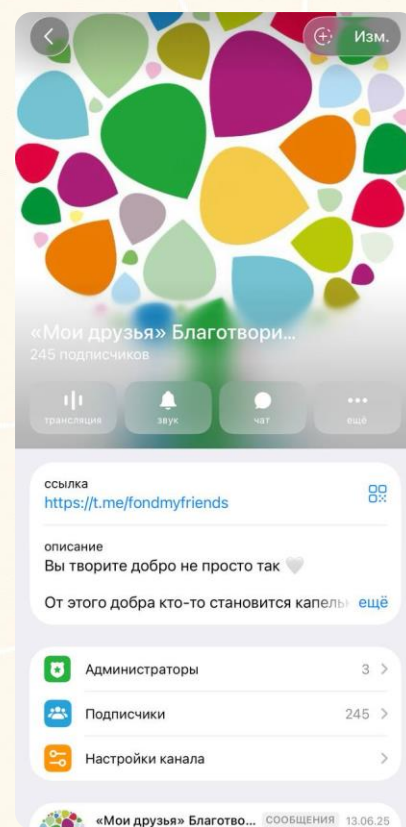 Изм.
«Мои друзья» Благотвори...
245 подписчиков
трансляция
звук
чат
ещё
ссылка
https://t.me/fondmyfriends
описание
Вы творите добро не просто так 🤍
От этого добра кто-то становится капель ещё
Администраторы 3
Подписчики 245
Настройки канала
«Мои друзья» Благотво... СООБЩЕНИЯ 13.06.25